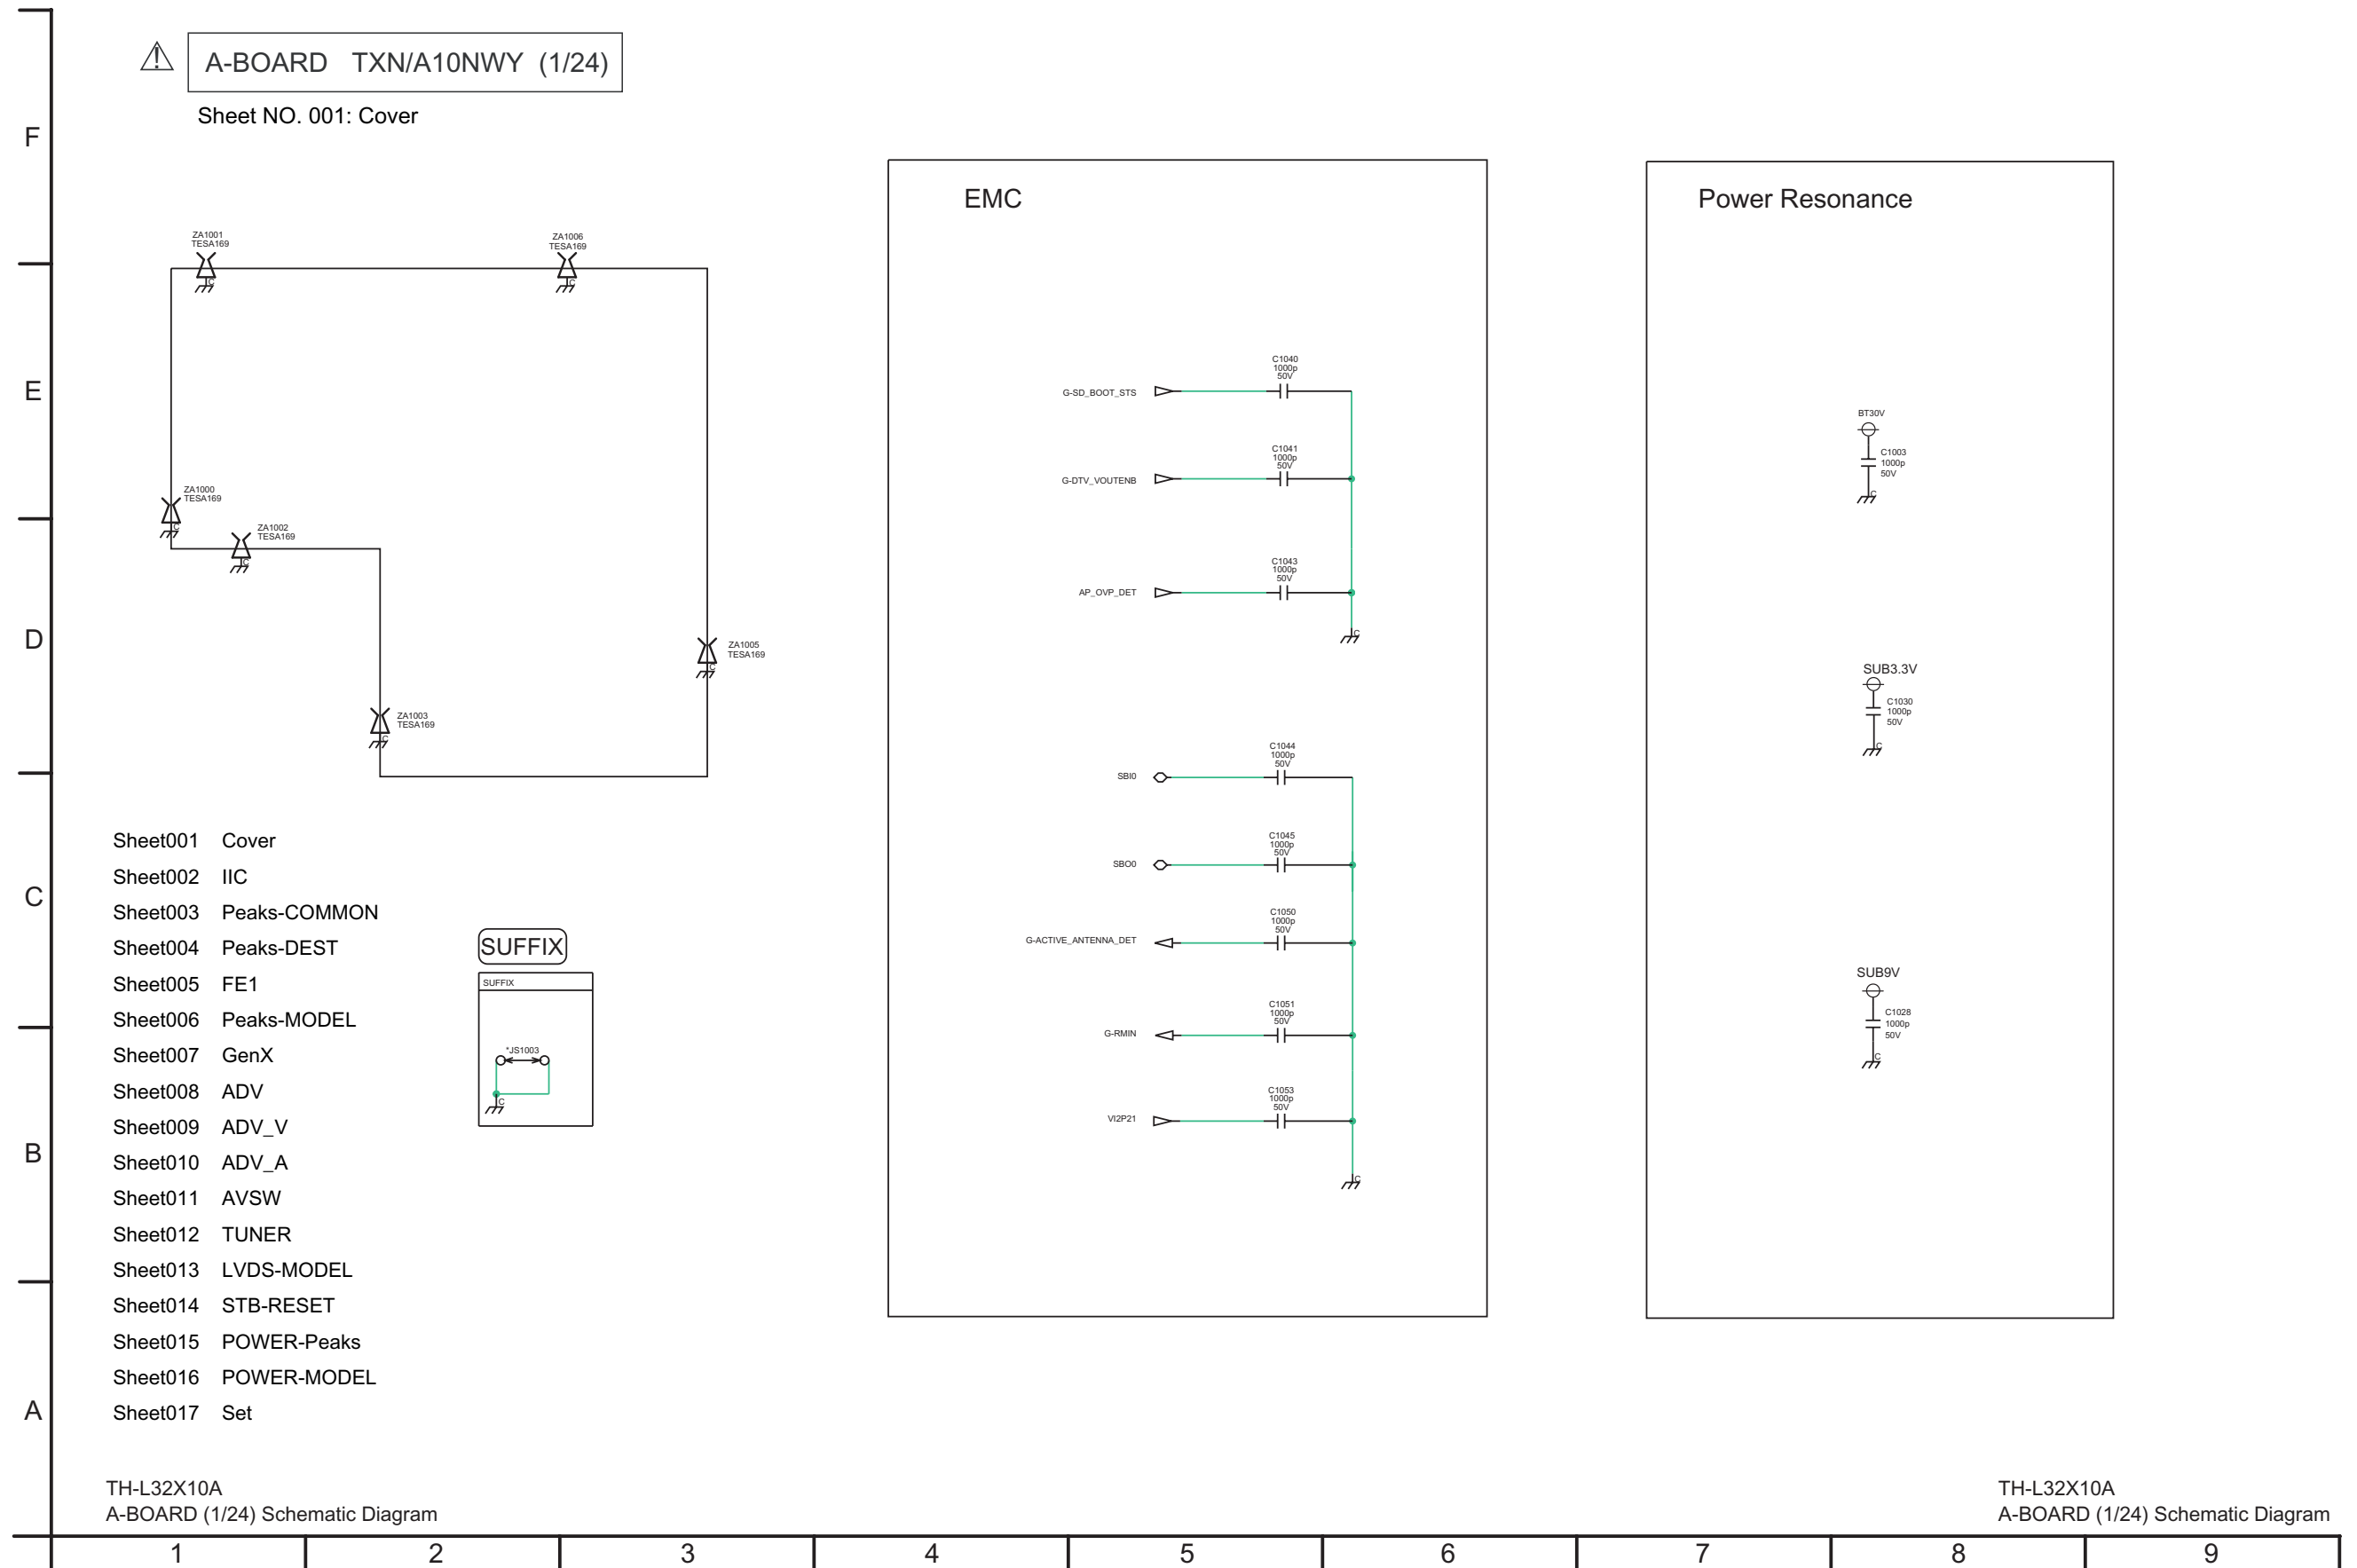 A-BOARD TXN/A10NWY (1/24)
Sheet NO. 001: Cover
F
E
D
C
B
A
ZA1001
TESA169
C
ZA1006
TESA169
C
ZA1000
TESA169
C
ZA1002
TESA169
C
ZA1005
TESA169
C
ZA1003
TESA169
C
Sheet001 Cover
Sheet002 IIC
Sheet003 Peaks-COMMON
Sheet004 Peaks-DEST
Sheet005 FE1
Sheet006 Peaks-MODEL
Sheet007 GenX
Sheet008 ADV
Sheet009 ADV_V
Sheet010 ADV_A
Sheet011 AVSW
Sheet012 TUNER
Sheet013 LVDS-MODEL
Sheet014 STB-RESET
Sheet015 POWER-Peaks
Sheet016 POWER-MODEL
Sheet017 Set
SUFFIX
SUFFIX
*JS1003
C
EMC
C1040
1000p
50V
G-SD_BOOT_STS
C1041
1000p
50V
G-DTV_VOUTENB
C1043
1000p
50V
AP_OVP_DET
C
C1044
1000p
50V
SBI0
C1045
1000p
50V
SBO0
C1050
1000p
50V
G-ACTIVE_ANTENNA_DET
C1051
1000p
50V
G-RMIN
C1053
1000p
50V
VI2P21
C
Power Resonance
BT30V
C1003
1000p
50V
C
SUB3.3V
C1030
1000p
50V
C
SUB9V
C1028
1000p
50V
C
TH-L32X10A
A-BOARD (1/24) Schematic Diagram
TH-L32X10A
A-BOARD (1/24) Schematic Diagram
1 2 3 4 5 6 7 8 9